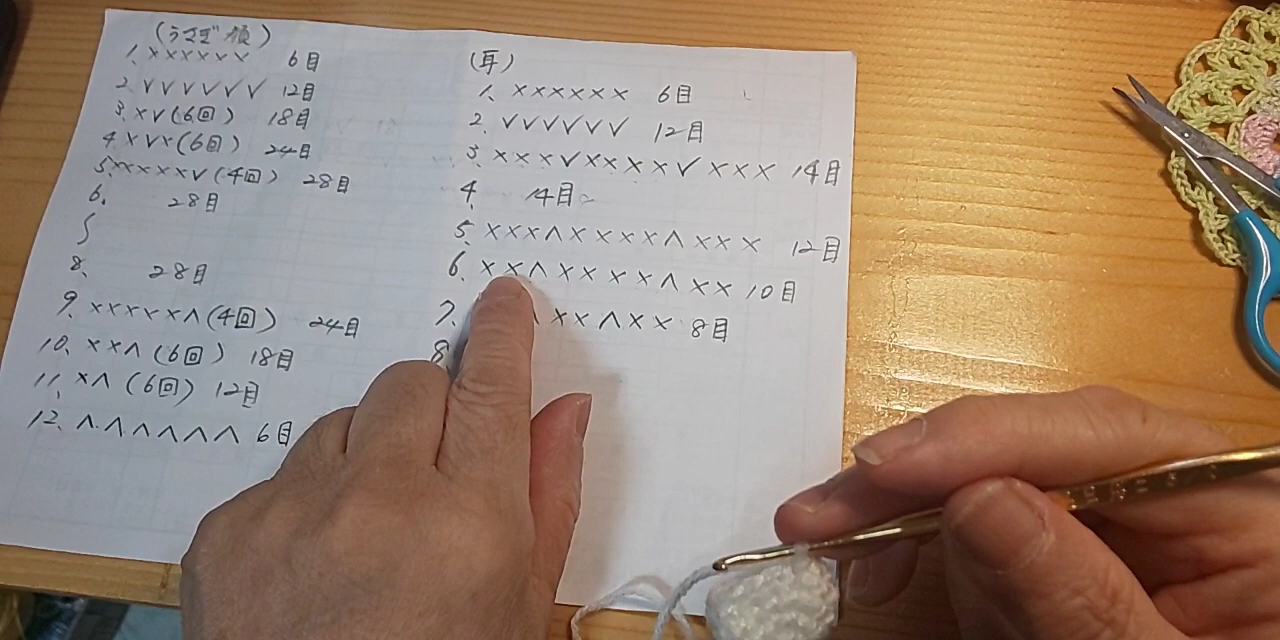 (うさぎ 顔)
1. ××××××  6目
2. ∨∨∨∨∨∨ 12目
3. ×∨(6回) 18目
4. ×∨×(6回) 24目
5. ×××××∨(4回) 28目
6. 28目
〜
8. 28目
9. ×××××∧(4回) 24目
10. ××∧(6回) 18目
11. ×∧(6回) 12目
12. ∧∧∧∧∧∧ 6目
(耳)
1. ×××××× 6目
2. ∨∨∨∨∨∨ 12目
3. ×××∨××××∨××× 14目
4. 14目
5. ×××∧××××∧××× 12目
6. ××∧××××∧×× 10目
7. ∧××∧×× 8目
8